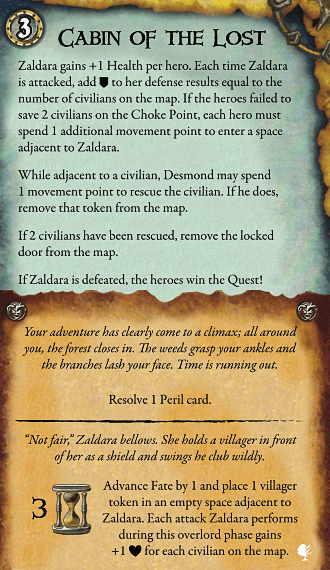 3
Cabin of the Lost
Zaldara gains +1 Health per hero. Each time Zaldara
is attacked, add to her defense results equal to the
number of civilians on the map. If the heroes failed to
save 2 civilians on the Choke Point, each hero must
spend 1 additional movement point to enter a space
adjacent to Zaldara.
While adjacent to a civilian, Desmond may spend
1 movement point to rescue the civilian. If he does,
remove that token from the map.
If 2 civilians have been rescued, remove the locked
door from the map.
If Zaldara is defeated, the heroes win the Quest!
Your adventure has clearly come to a climax; all around
you, the forest closes in. The weeds grasp your ankles and
the branches lash your face. Time is running out.
Resolve 1 Peril card.
“Not fair,” Zaldara bellows. She holds a villager in front
of her as a shield and swings he club wildly.
3
Advance Fate by 1 and place 1 villager
token in an empty space adjacent to
Zaldara. Each attack Zaldara performs
during this overlord phase gains
+1 ♥ for each civilian on the map.